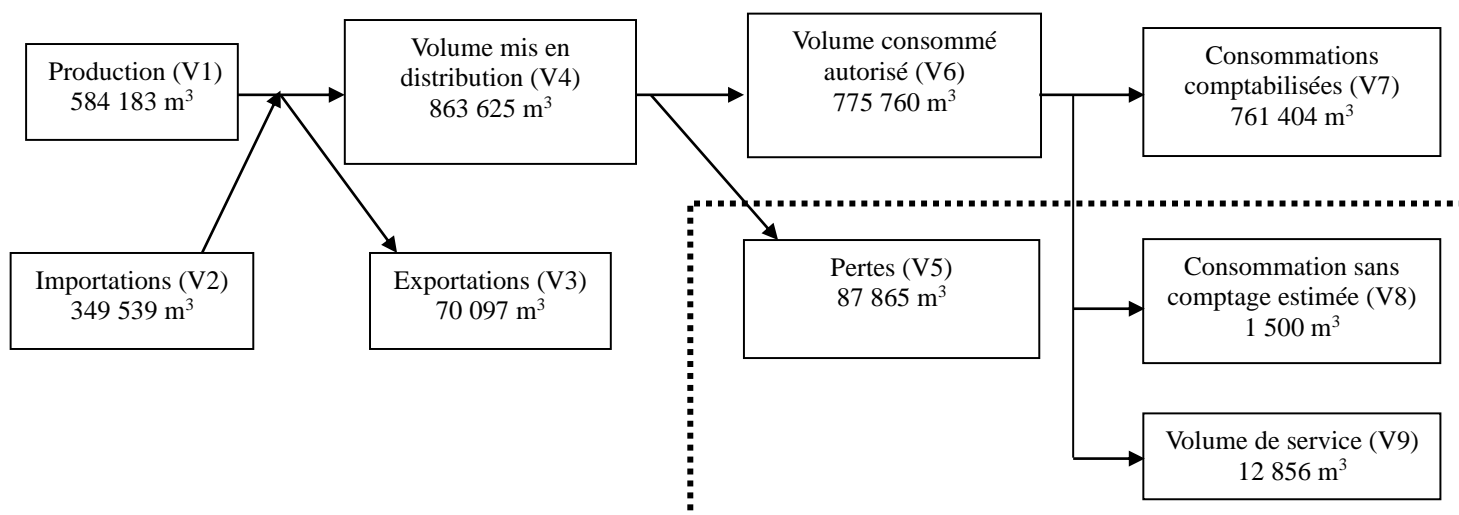 Production (V1)
584 183 m³
Volume mis en
distribution (V4)
863 625 m³
Volume consommé
autorisé (V6)
775 760 m³
Consommations
comptabilisées (V7)
761 404 m³
Importations (V2)
349 539 m³
Exportations (V3)
70 097 m³
Pertes (V5)
87 865 m³
Consommation sans
comptage estimée (V8)
1 500 m³
Volume de service (V9)
12 856 m³